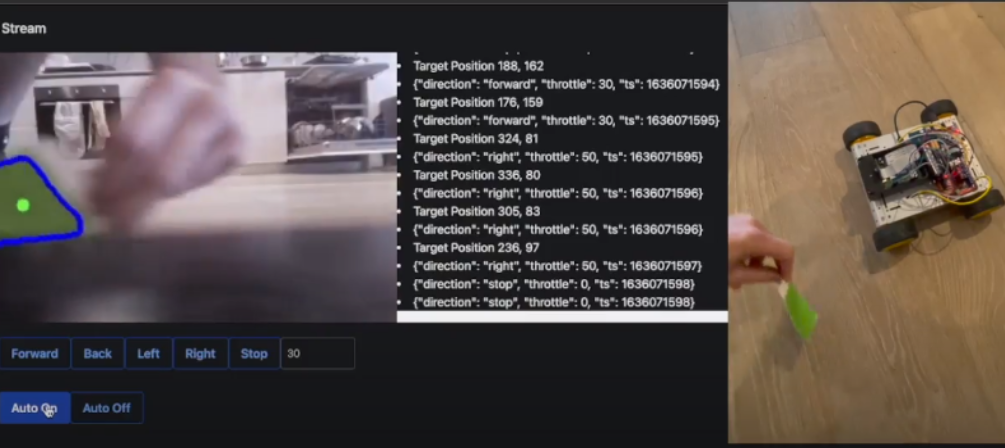 Stream
Target Position 188, 162
{"direction": "forward", "throttle": 30, "ts": 1636071594}
Target Position 176, 159
{"direction": "forward", "throttle": 30, "ts": 1636071595}
Target Position 324, 81
{"direction": "right", "throttle": 50, "ts": 1636071595}
Target Position 336, 80
{"direction": "right", "throttle": 50, "ts": 1636071596}
Target Position 305, 83
{"direction": "right", "throttle": 50, "ts": 1636071596}
Target Position 236, 97
{"direction": "right", "throttle": 50, "ts": 1636071597}
{"direction": "stop", "throttle": 0, "ts": 1636071598}
{"direction": "stop", "throttle": 0, "ts": 1636071598}
Forward Back Left Right Stop 30
Auto On Auto Off